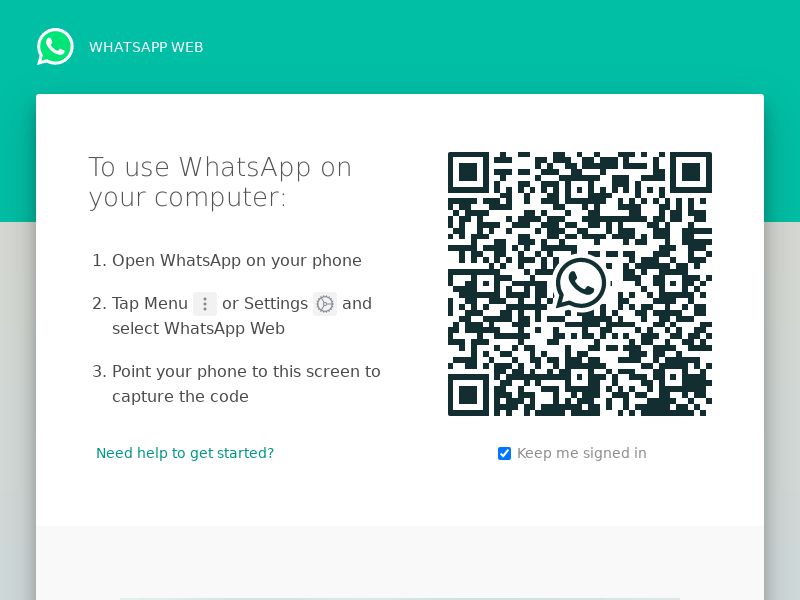 WHATSAPP WEB
To use WhatsApp on
your computer:
1. Open WhatsApp on your phone
2. Tap Menu or Settings and
select WhatsApp Web
3. Point your phone to this screen to
capture the code
Need help to get started?
Keep me signed in